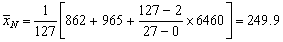 x̄_N = 1/127 [862 + 965 + (127 − 2)/(27 − 0) x 6460] = 249.9